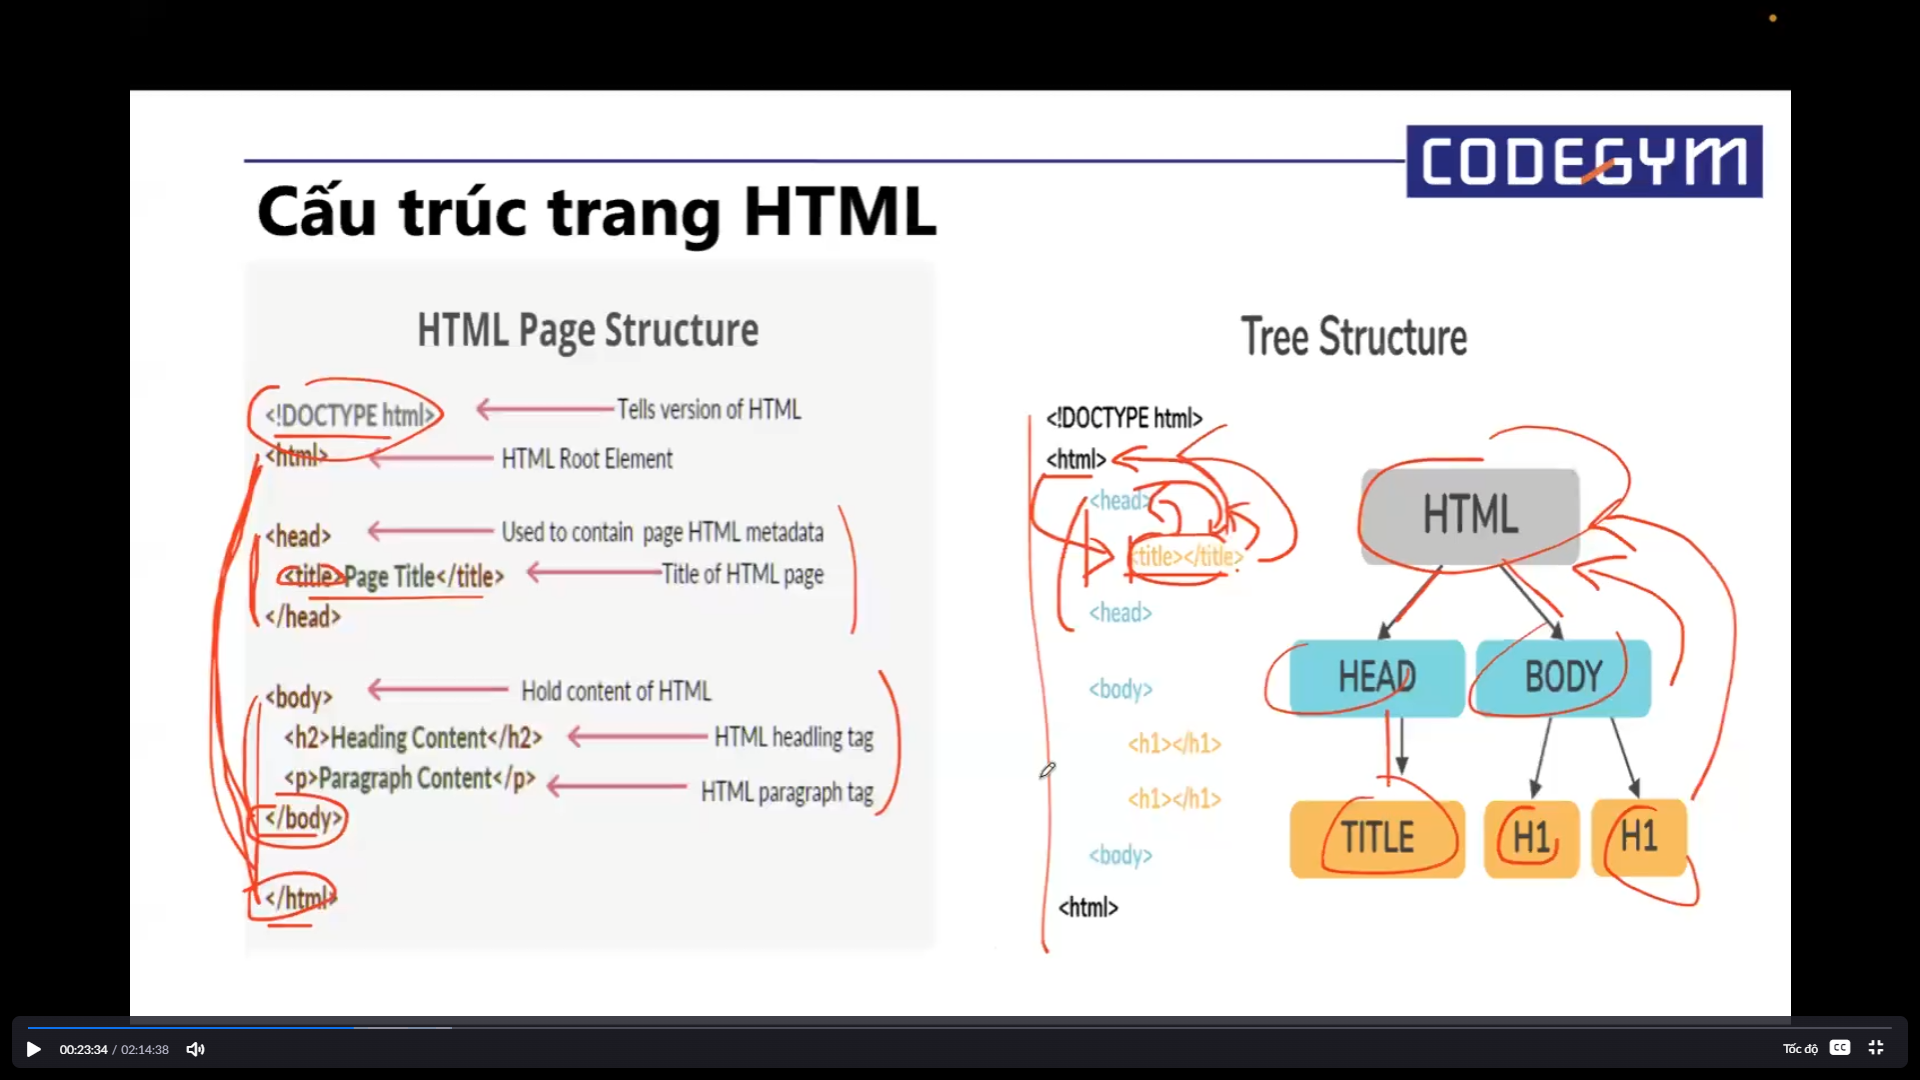 CODEGYM
Cấu trúc trang HTML
HTML Page Structure
<!DOCTYPE html> Tells version of HTML
<html> HTML Root Element
<head> Used to contain page HTML metadata
<title>Page Title</title> Title of HTML page
</head>
<body> Hold content of HTML
<h2>Heading Content</h2> HTML headling tag
<p>Paragraph Content</p> HTML paragraph tag
</body>
</html>
Tree Structure
<!DOCTYPE html>
<html>
<head>
<title></title>
<head>
<body>
<h1></h1>
<h1></h1>
<body>
<html>
HTML
HEAD BODY
TITLE H1 H1
00:23:34 / 02:14:38 Tốc độ CC